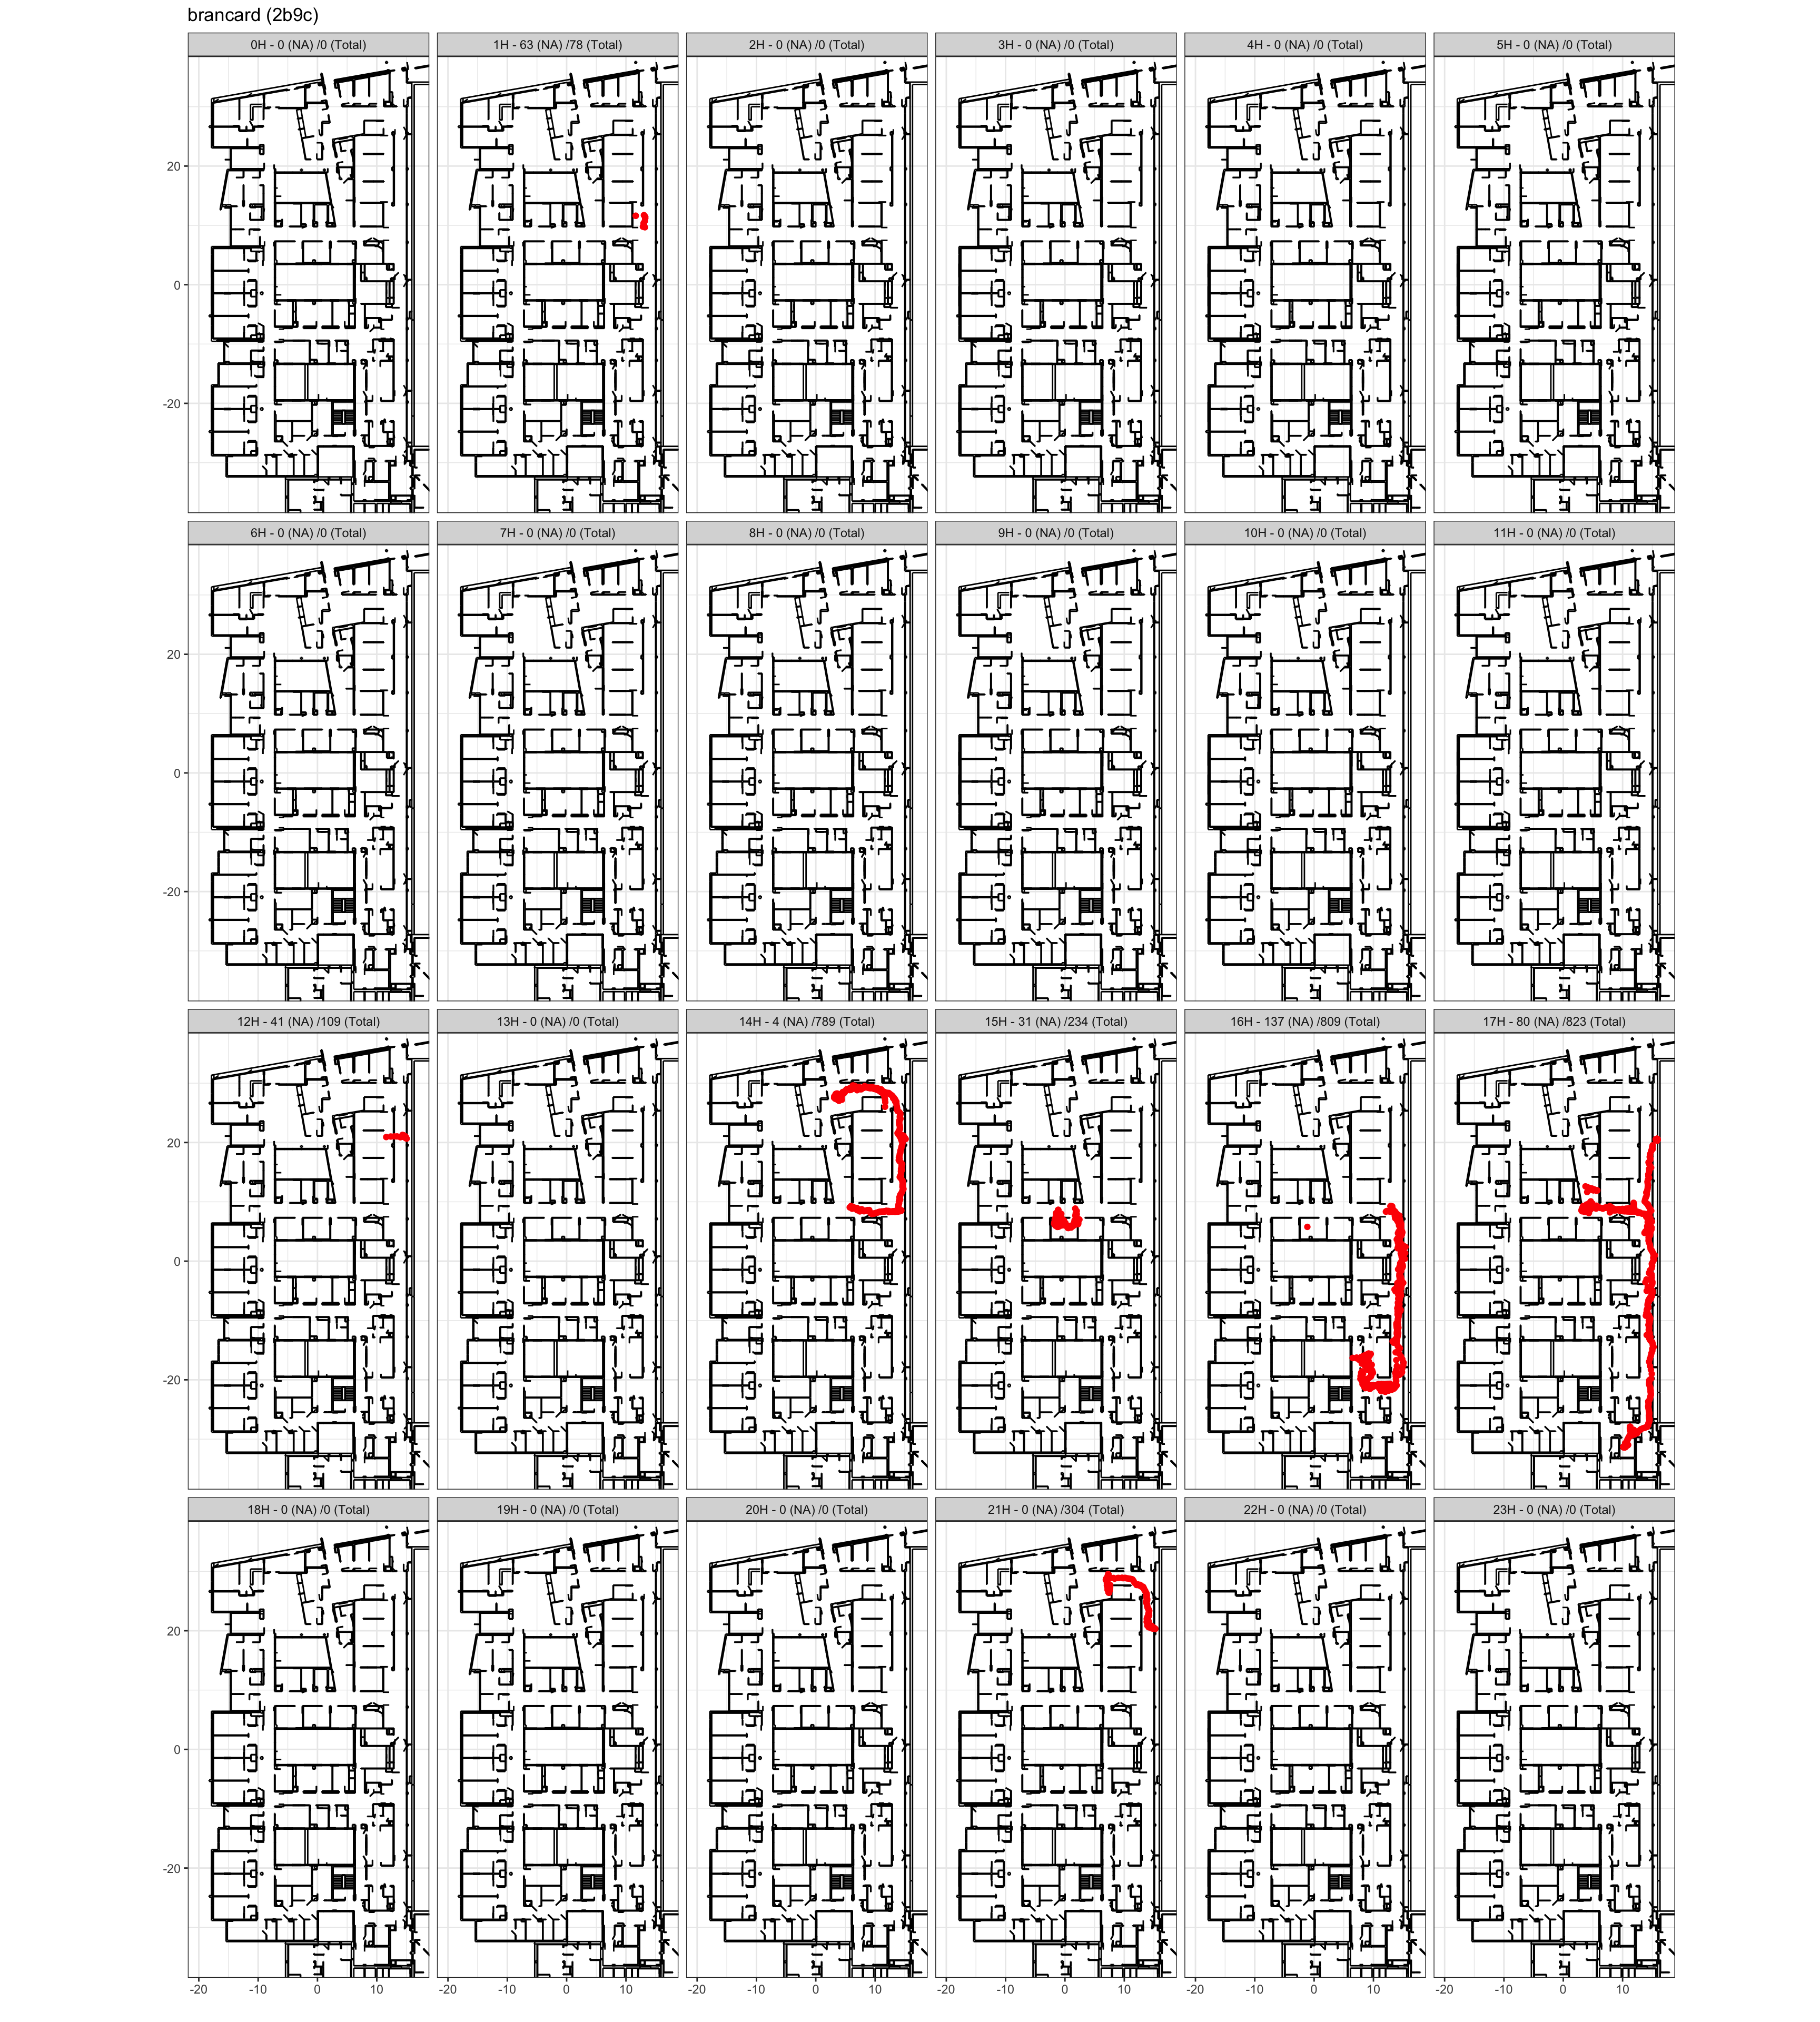 brancard (2b9c)
0H - 0 (NA) /0 (Total) 1H - 63 (NA) /78 (Total) 2H - 0 (NA) /0 (Total) 3H - 0 (NA) /0 (Total) 4H - 0 (NA) /0 (Total) 5H - 0 (NA) /0 (Total)
20
0
-20
6H - 0 (NA) /0 (Total) 7H - 0 (NA) /0 (Total) 8H - 0 (NA) /0 (Total) 9H - 0 (NA) /0 (Total) 10H - 0 (NA) /0 (Total) 11H - 0 (NA) /0 (Total)
20
0
-20
12H - 41 (NA) /109 (Total) 13H - 0 (NA) /0 (Total) 14H - 4 (NA) /789 (Total) 15H - 31 (NA) /234 (Total) 16H - 137 (NA) /809 (Total) 17H - 80 (NA) /823 (Total)
20
0
-20
18H - 0 (NA) /0 (Total) 19H - 0 (NA) /0 (Total) 20H - 0 (NA) /0 (Total) 21H - 0 (NA) /304 (Total) 22H - 0 (NA) /0 (Total) 23H - 0 (NA) /0 (Total)
20
0
-20
-20 -10 0 10 -20 -10 0 10 -20 -10 0 10 -20 -10 0 10 -20 -10 0 10 -20 -10 0 10